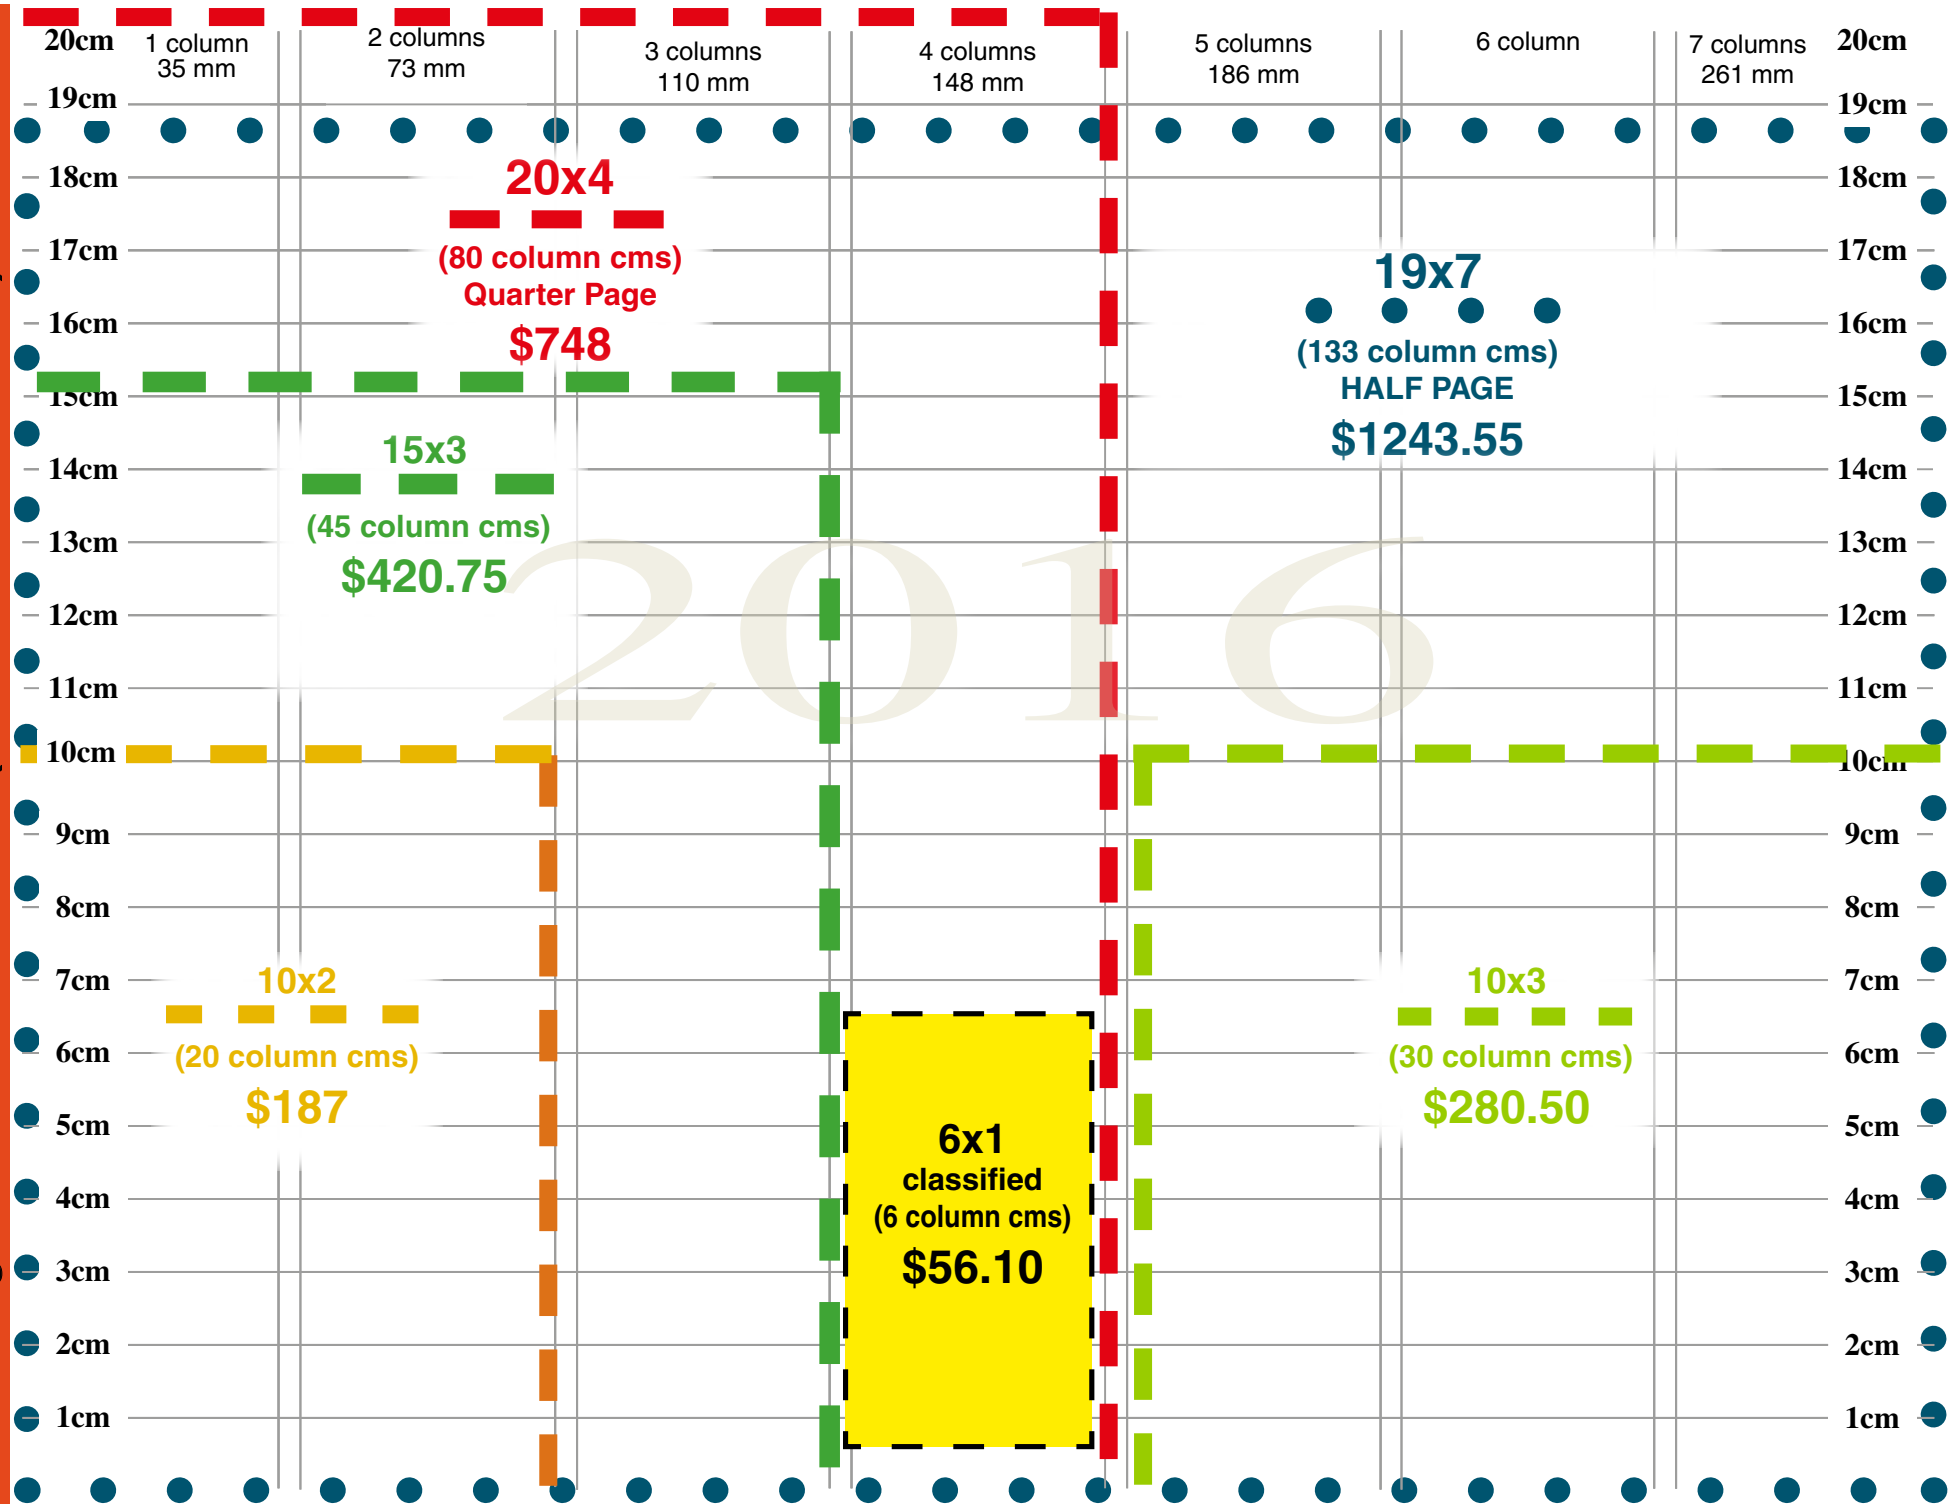 20cm
1 column
35 mm
2 columns
73 mm
3 columns
110 mm
4 columns
148 mm
5 columns
186 mm
6 column
7 columns
261 mm
20cm
19cm
19cm
18cm
20x4
18cm
17cm
(80 column cms)
Quarter Page
$748
19x7
(133 column cms)
HALF PAGE
$1243.55
17cm
16cm
16cm
15cm
15cm
15x3
(45 column cms)
$420.75
14cm
14cm
13cm
13cm
2016
12cm
12cm
11cm
11cm
10cm
10cm
9cm
9cm
8cm
8cm
7cm
10x2
(20 column cms)
$187
10x3
(30 column cms)
$280.50
7cm
6cm
6cm
5cm
5cm
6x1
classified
(6 column cms)
$56.10
4cm
4cm
3cm
3cm
2cm
2cm
1cm
1cm